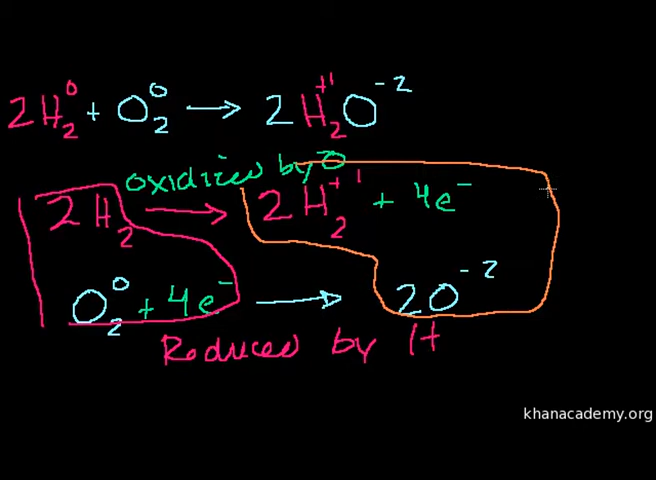 2H₂⁰ + O₂⁰ → 2H₂⁺¹O⁻²
oxidized by O
2H₂ → 2H₂⁺¹ + 4e⁻
O₂⁰ + 4e⁻ → 2O⁻²
Reduced by H
khanacademy.org